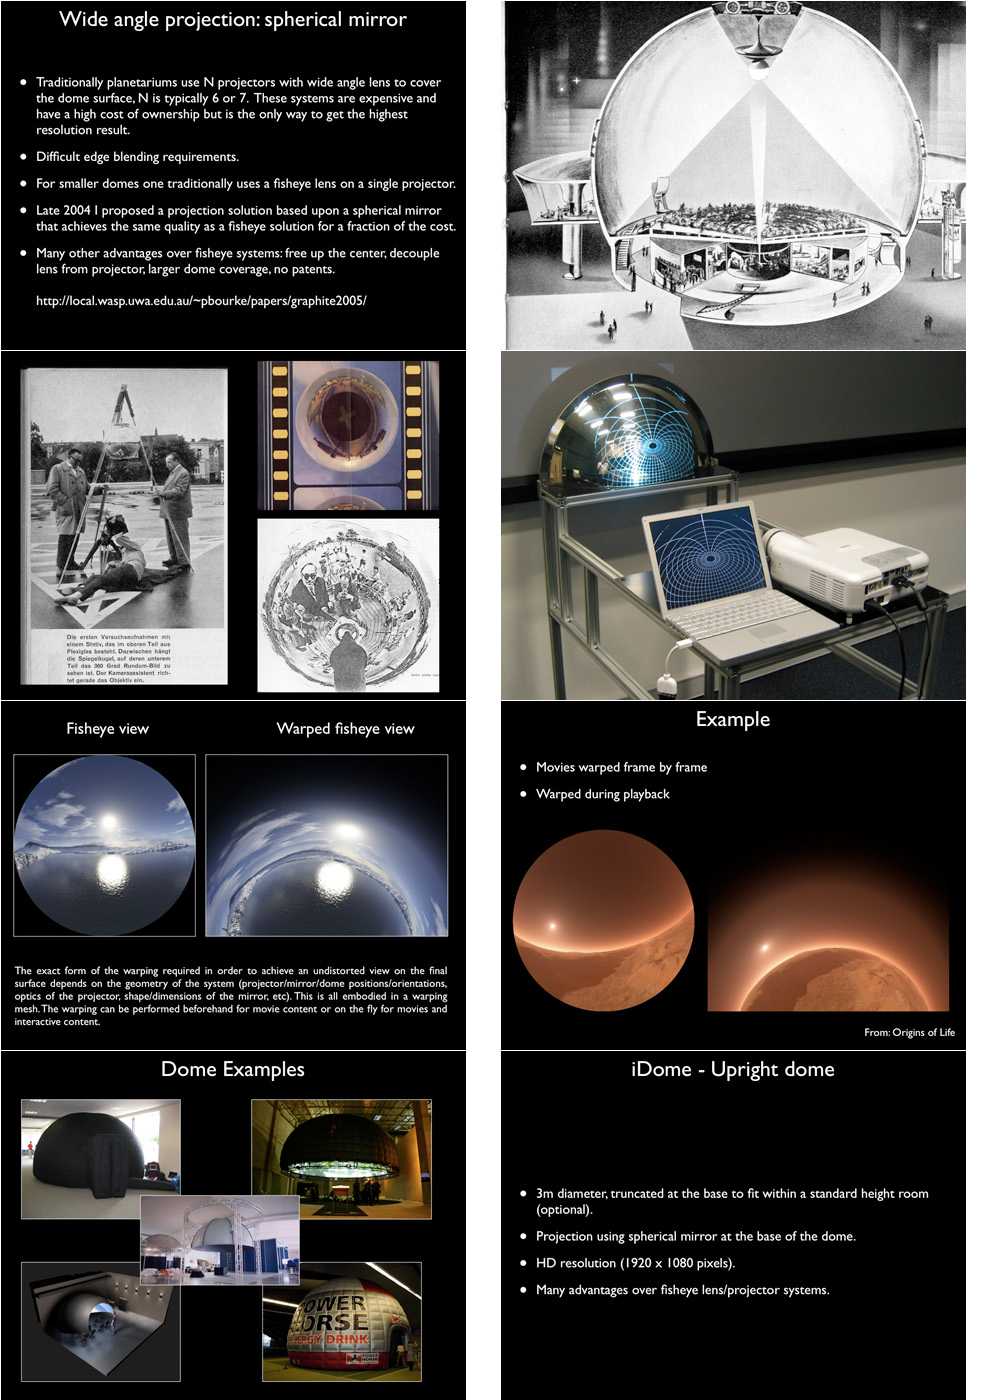 Wide angle projection: spherical mirror
• Traditionally planetariums use N projectors with wide angle lens to cover
the dome surface, N is typically 6 or 7. These systems are expensive and
have a high cost of ownership but is the only way to get the highest
resolution result.
• Difficult edge blending requirements.
• For smaller domes one traditionally uses a fisheye lens on a single projector.
• Late 2004 I proposed a projection solution based upon a spherical mirror
that achieves the same quality as a fisheye solution for a fraction of the cost.
• Many other advantages over fisheye systems: free up the center, decouple
lens from projector, larger dome coverage, no patents.
http://local.wasp.uwa.edu.au/~pbourke/papers/graphite2005/
Die ersten Versuchsaufnahmen mit
einem Stativ, das im oberen Teil aus
Plexiglas besteht. Dazwischen hängt
die Spiegelkugel, auf deren unterem
Teil das 360 Grad Rundum-Bild zu
sehen ist. Der Kameraassistent rich-
tet gerade das Objektiv ein.
Fisheye view
Warped fisheye view
The exact form of the warping required in order to achieve an undistorted view on the final
surface depends on the geometry of the system (projector/mirror/dome positions/orientations,
optics of the projector, shape/dimensions of the mirror, etc). This is all embodied in a warping
mesh. The warping can be performed beforehand for movie content or on the fly for movies and
interactive content.
Example
• Movies warped frame by frame
• Warped during playback
From: Origins of Life
Dome Examples
OWER
ORSE
ERGY DRINK
iDome - Upright dome
• 3m diameter, truncated at the base to fit within a standard height room
(optional).
• Projection using spherical mirror at the base of the dome.
• HD resolution (1920 x 1080 pixels).
• Many advantages over fisheye lens/projector systems.